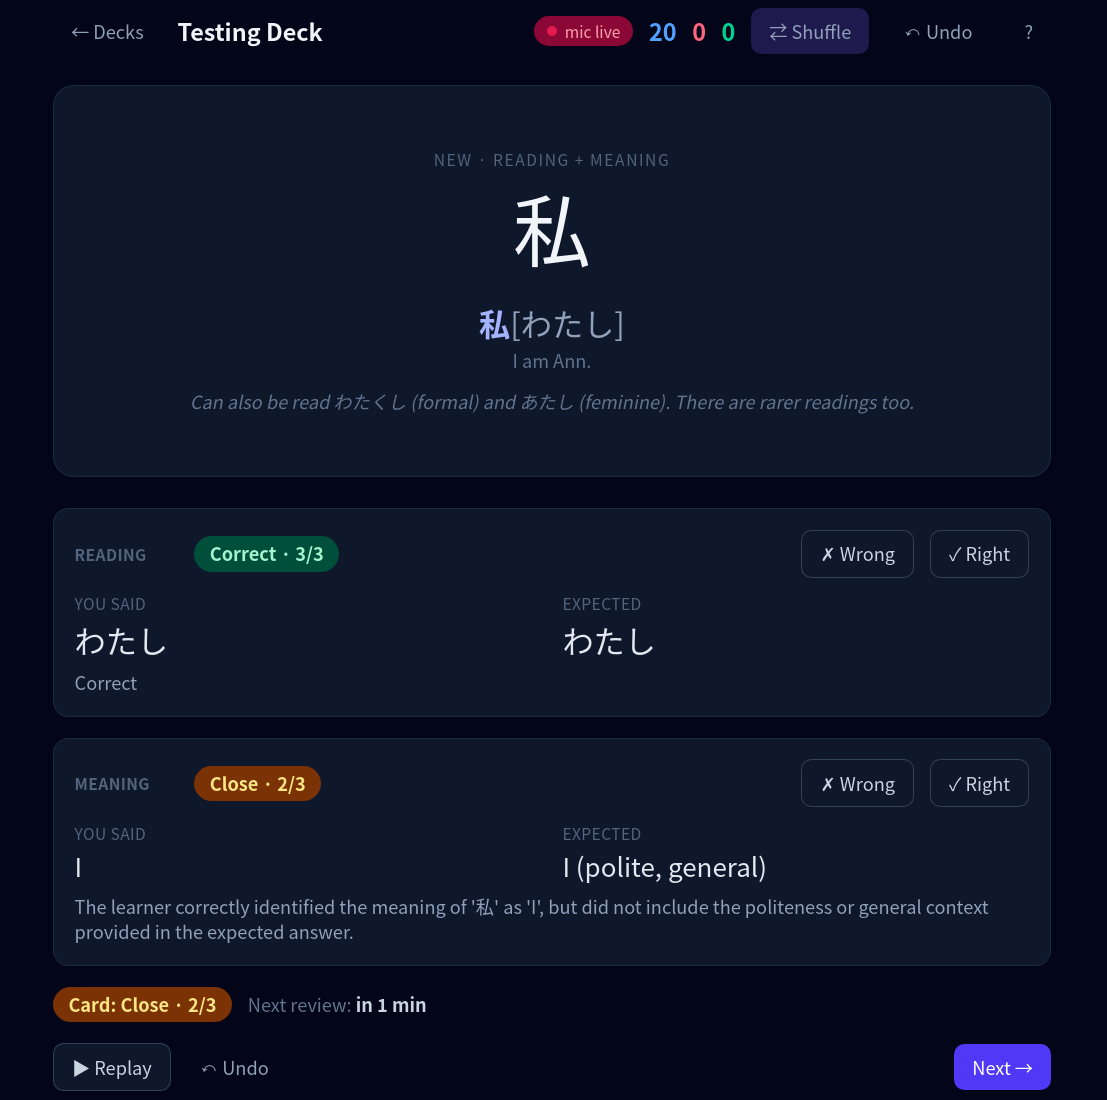 ← Decks Testing Deck mic live 20 0 0 ⇄ Shuffle ⤺ Undo ?
NEW · READING + MEANING
私
私[わたし]
I am Ann.
Can also be read わたくし (formal) and あたし (feminine). There are rarer readings too.
READING Correct · 3/3 ✗ Wrong ✓ Right
YOU SAID EXPECTED
わたし わたし
Correct
MEANING Close · 2/3 ✗ Wrong ✓ Right
YOU SAID EXPECTED
I I (polite, general)
The learner correctly identified the meaning of '私' as 'I', but did not include the politeness or general context
provided in the expected answer.
Card: Close · 2/3 Next review: in 1 min
▶ Replay ⤺ Undo Next →